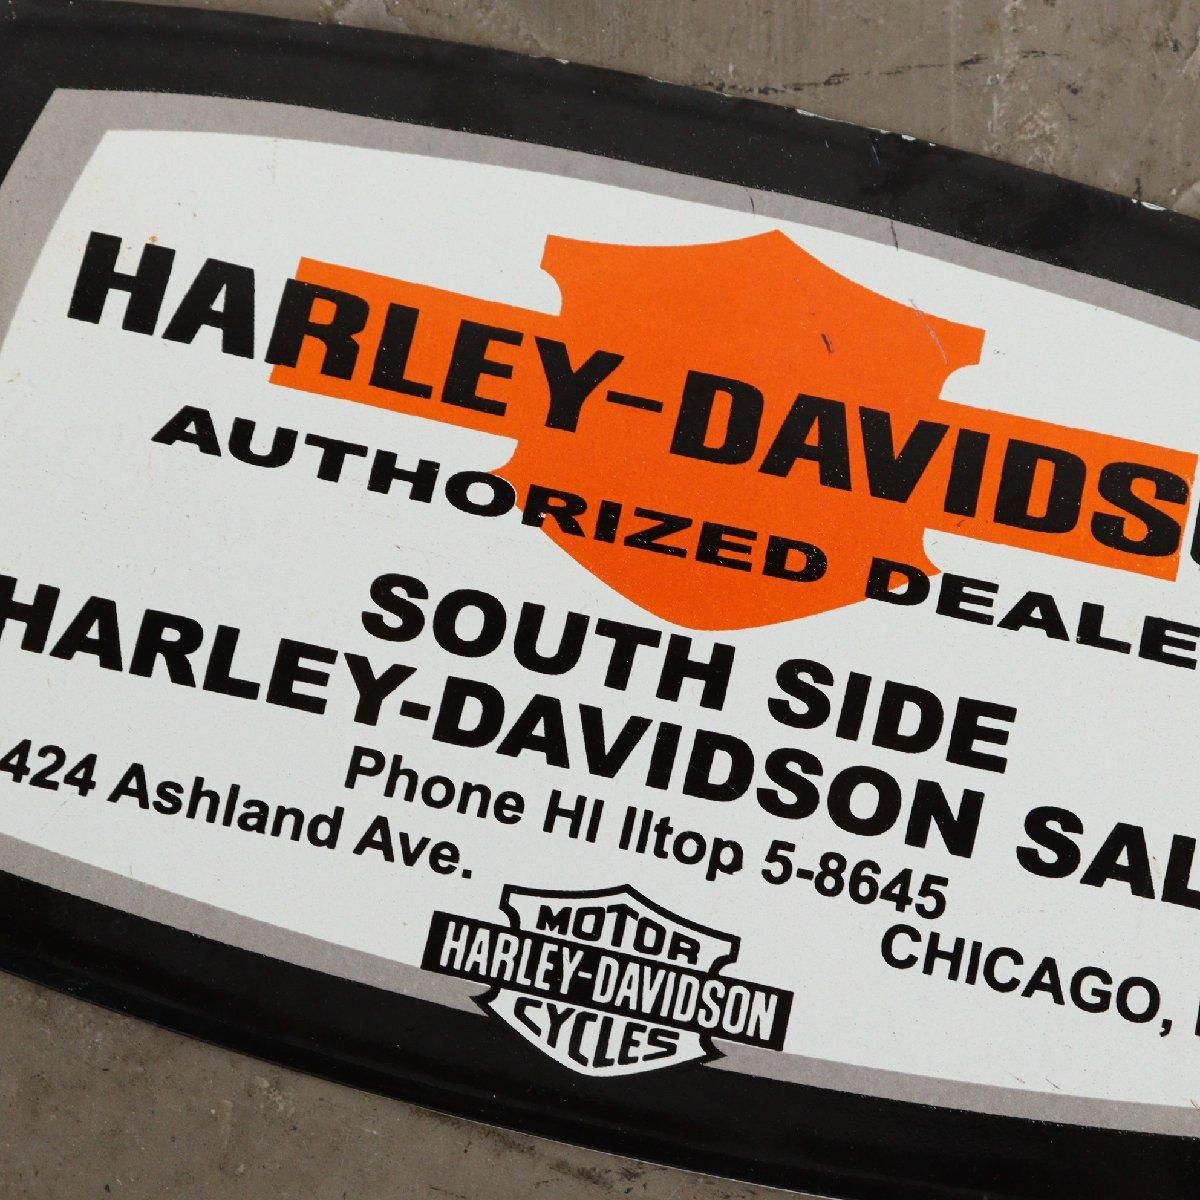 HARLEY-DAVIDS
AUTHORIZED DEALE
SOUTH SIDE
HARLEY-DAVIDSON SAL
Phone HI lltop 5-8645
424 Ashland Ave.
CHICAGO,
MOTOR
HARLEY-DAVIDSON
CYCLES